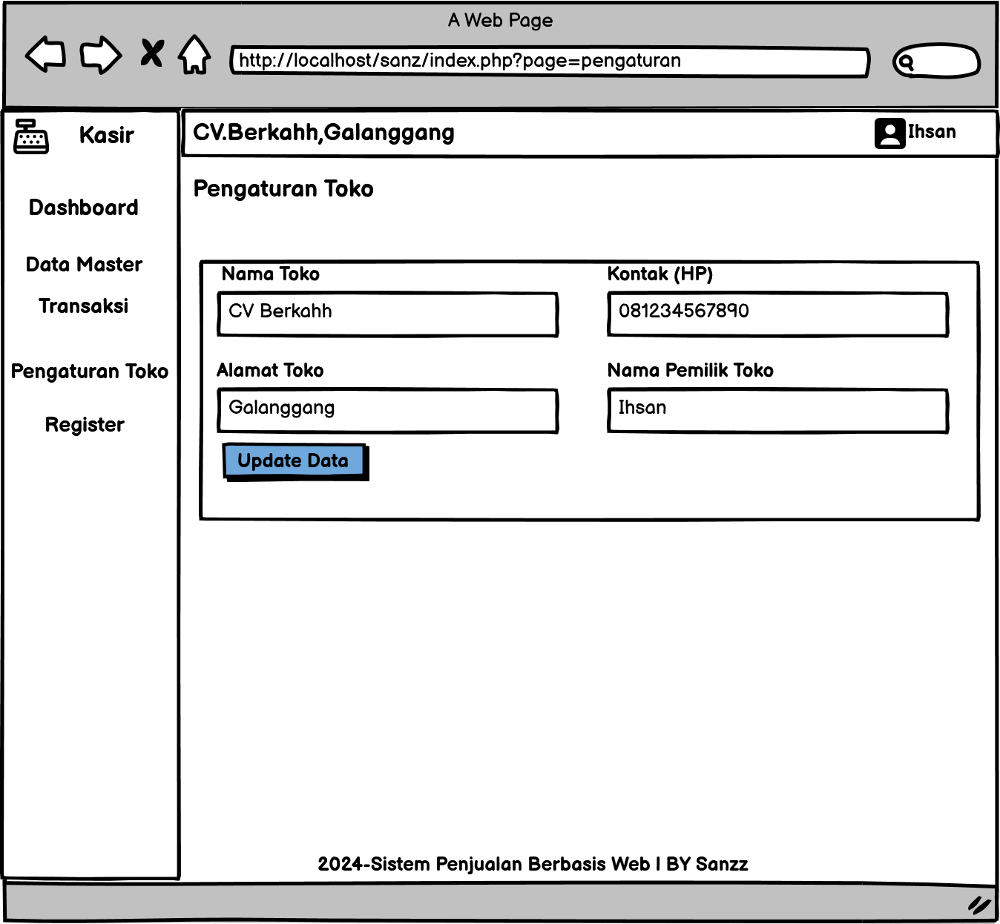 A Web Page
http://localhost/sanz/index.php?page=pengaturan
Kasir
CV.Berkahh,Galanggang
Ihsan
Dashboard
Data Master
Transaksi
Pengaturan Toko
Register
Pengaturan Toko
Nama Toko
Kontak (HP)
CV Berkahh
081234567890
Alamat Toko
Nama Pemilik Toko
Galanggang
Ihsan
Update Data
2024-Sistem Penjualan Berbasis Web | BY Sanzz